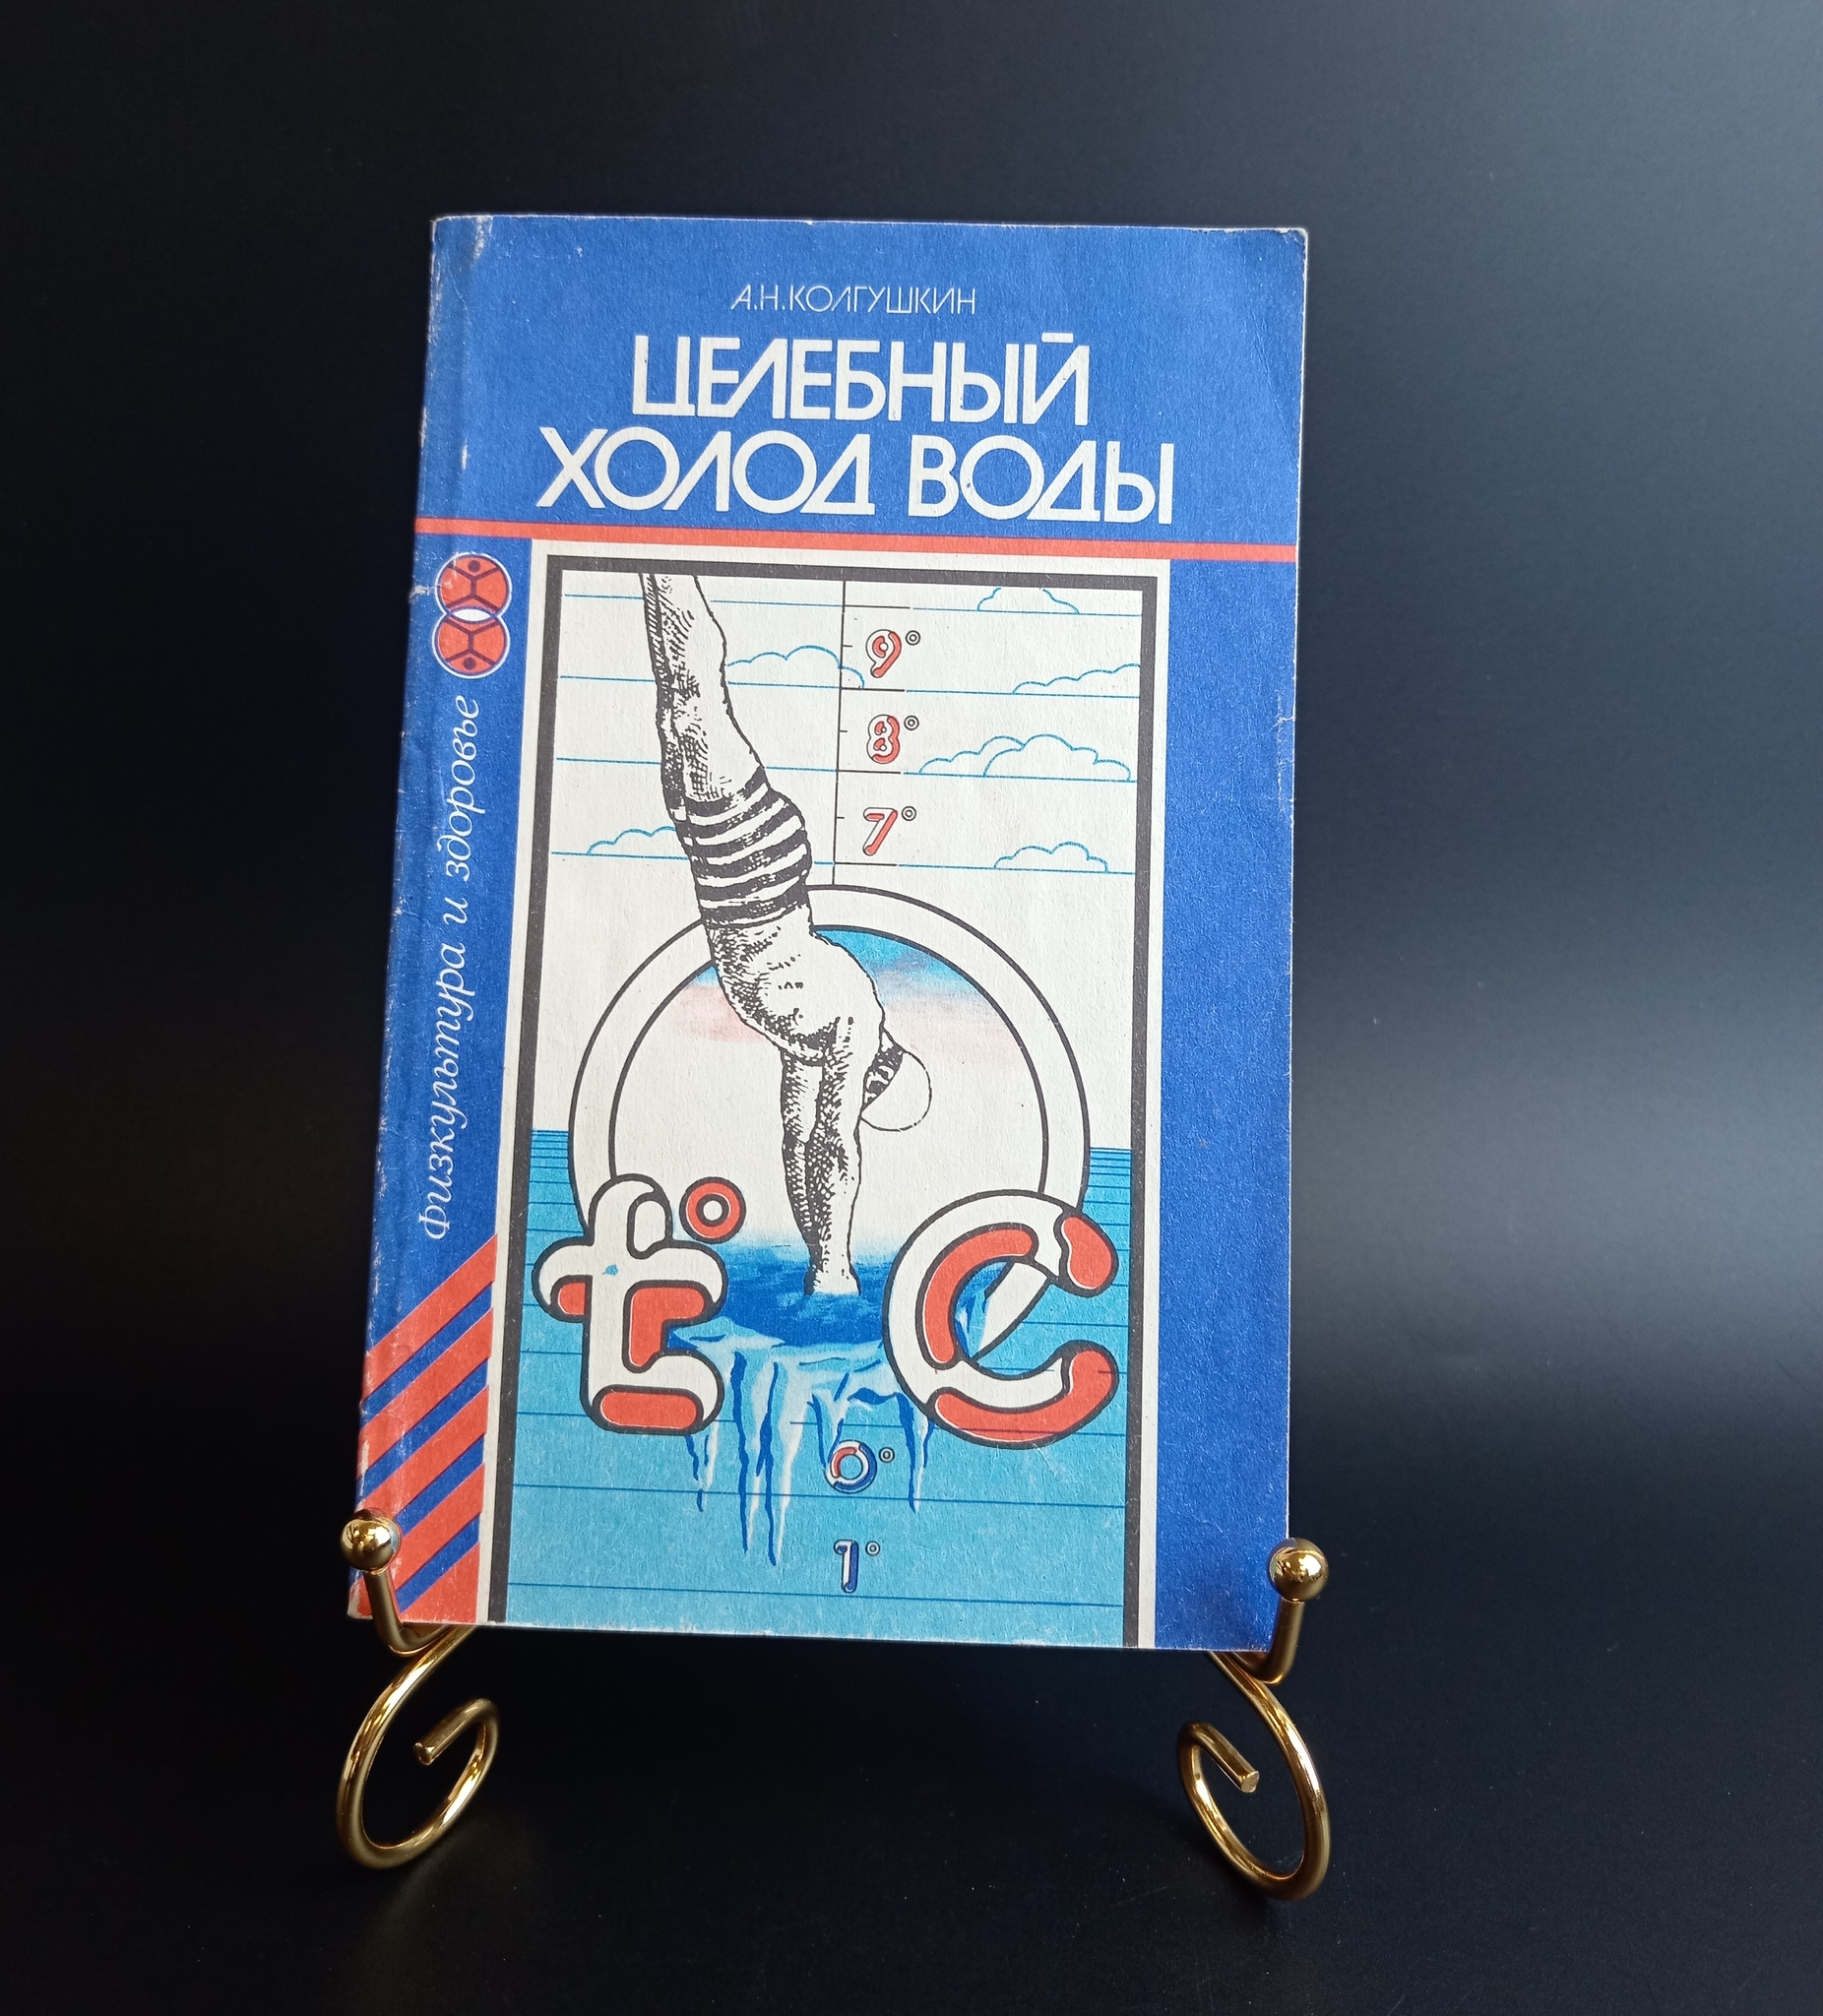 А.Н.КОЛГУШКИН
ЦЕЛЕБНЫЙ
ХОЛОД ВОДЫ
Физкультура и здоровье
9°
8°
7°
t° C
0°
1°